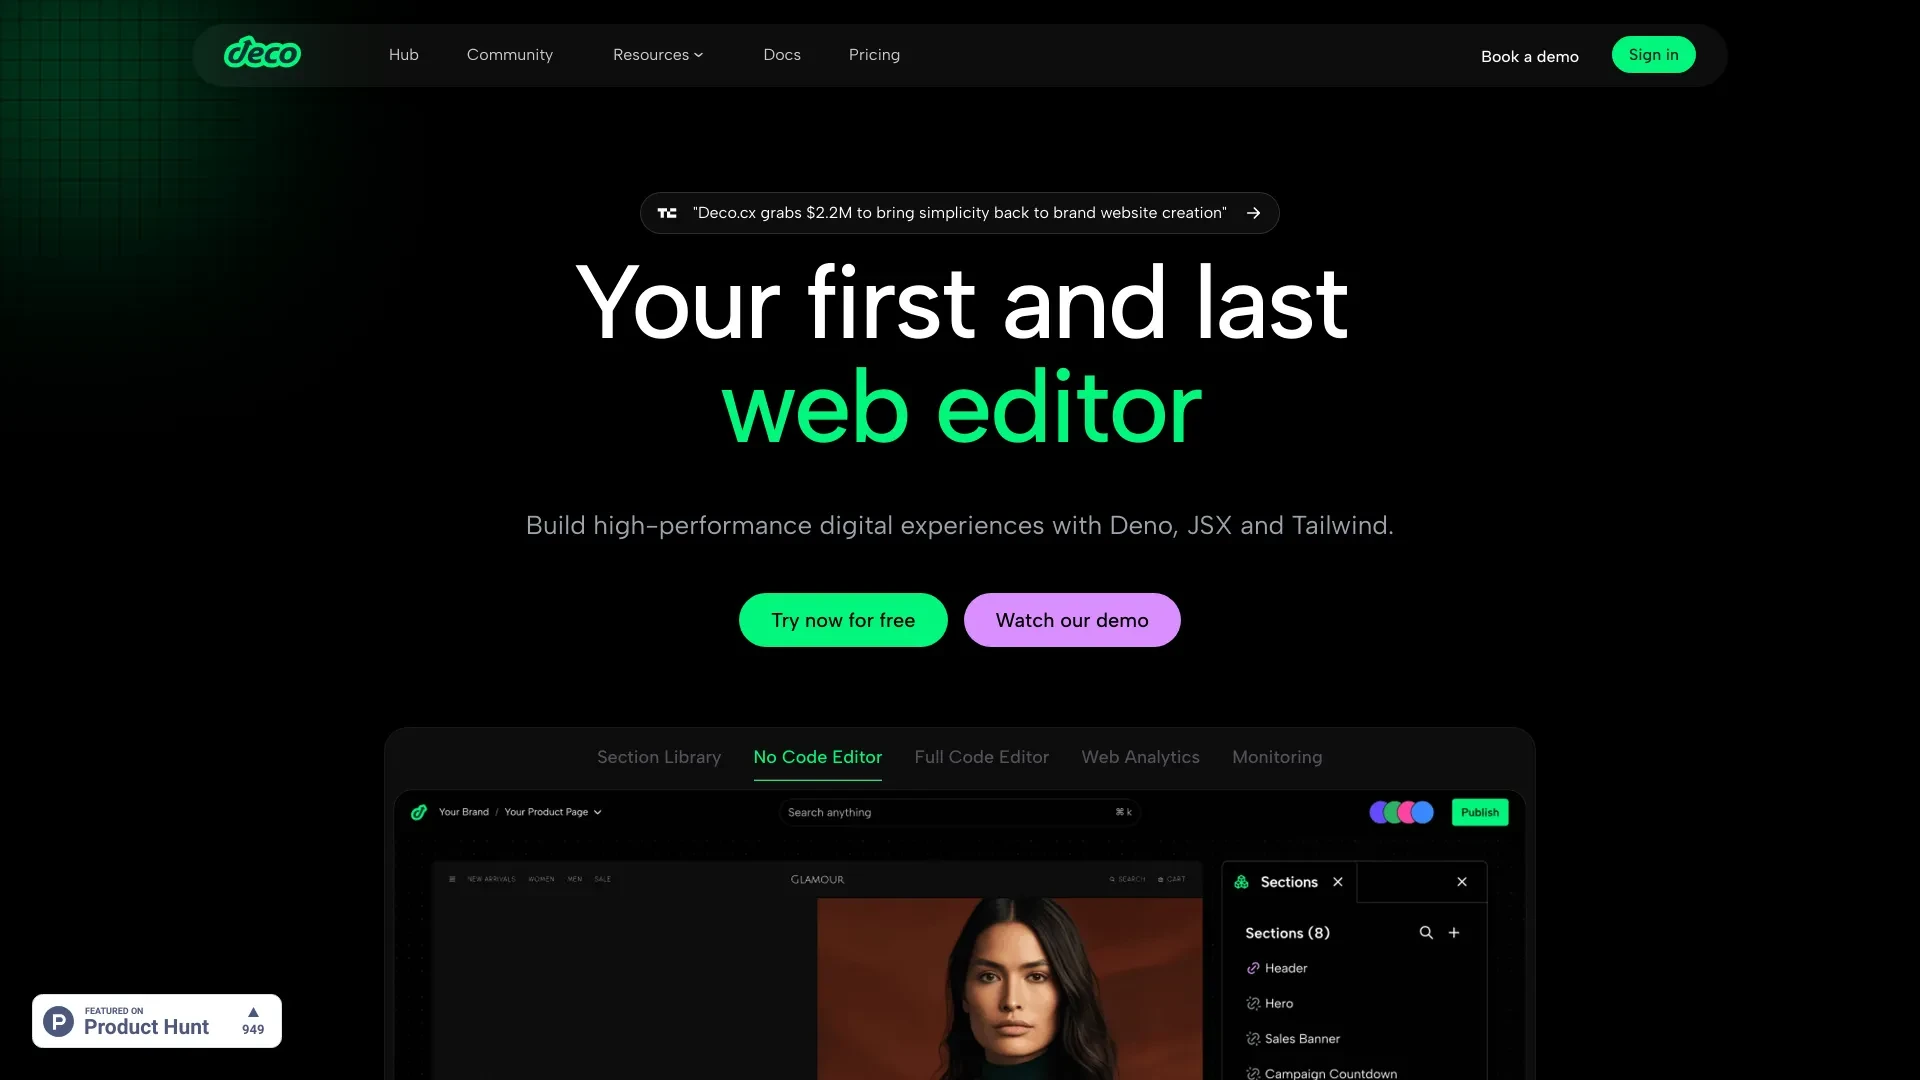 deco
Hub
Community
Resources
Docs
Pricing
Book a demo
Sign in
TC "Deco.cx grabs $2.2M to bring simplicity back to brand website creation" →
Your first and last
web editor
Build high-performance digital experiences with Deno, JSX and Tailwind.
Try now for free
Watch our demo
Section Library
No Code Editor
Full Code Editor
Web Analytics
Monitoring
Your Brand / Your Product Page
Search anything
⌘ k
Publish
NEW ARRIVALS
WOMEN
MEN
SALE
GLAMOUR
SEARCH
CART
Sections
Sections (8)
Header
Hero
Sales Banner
Campaign Countdown
P
FEATURED ON
Product Hunt
▲
949